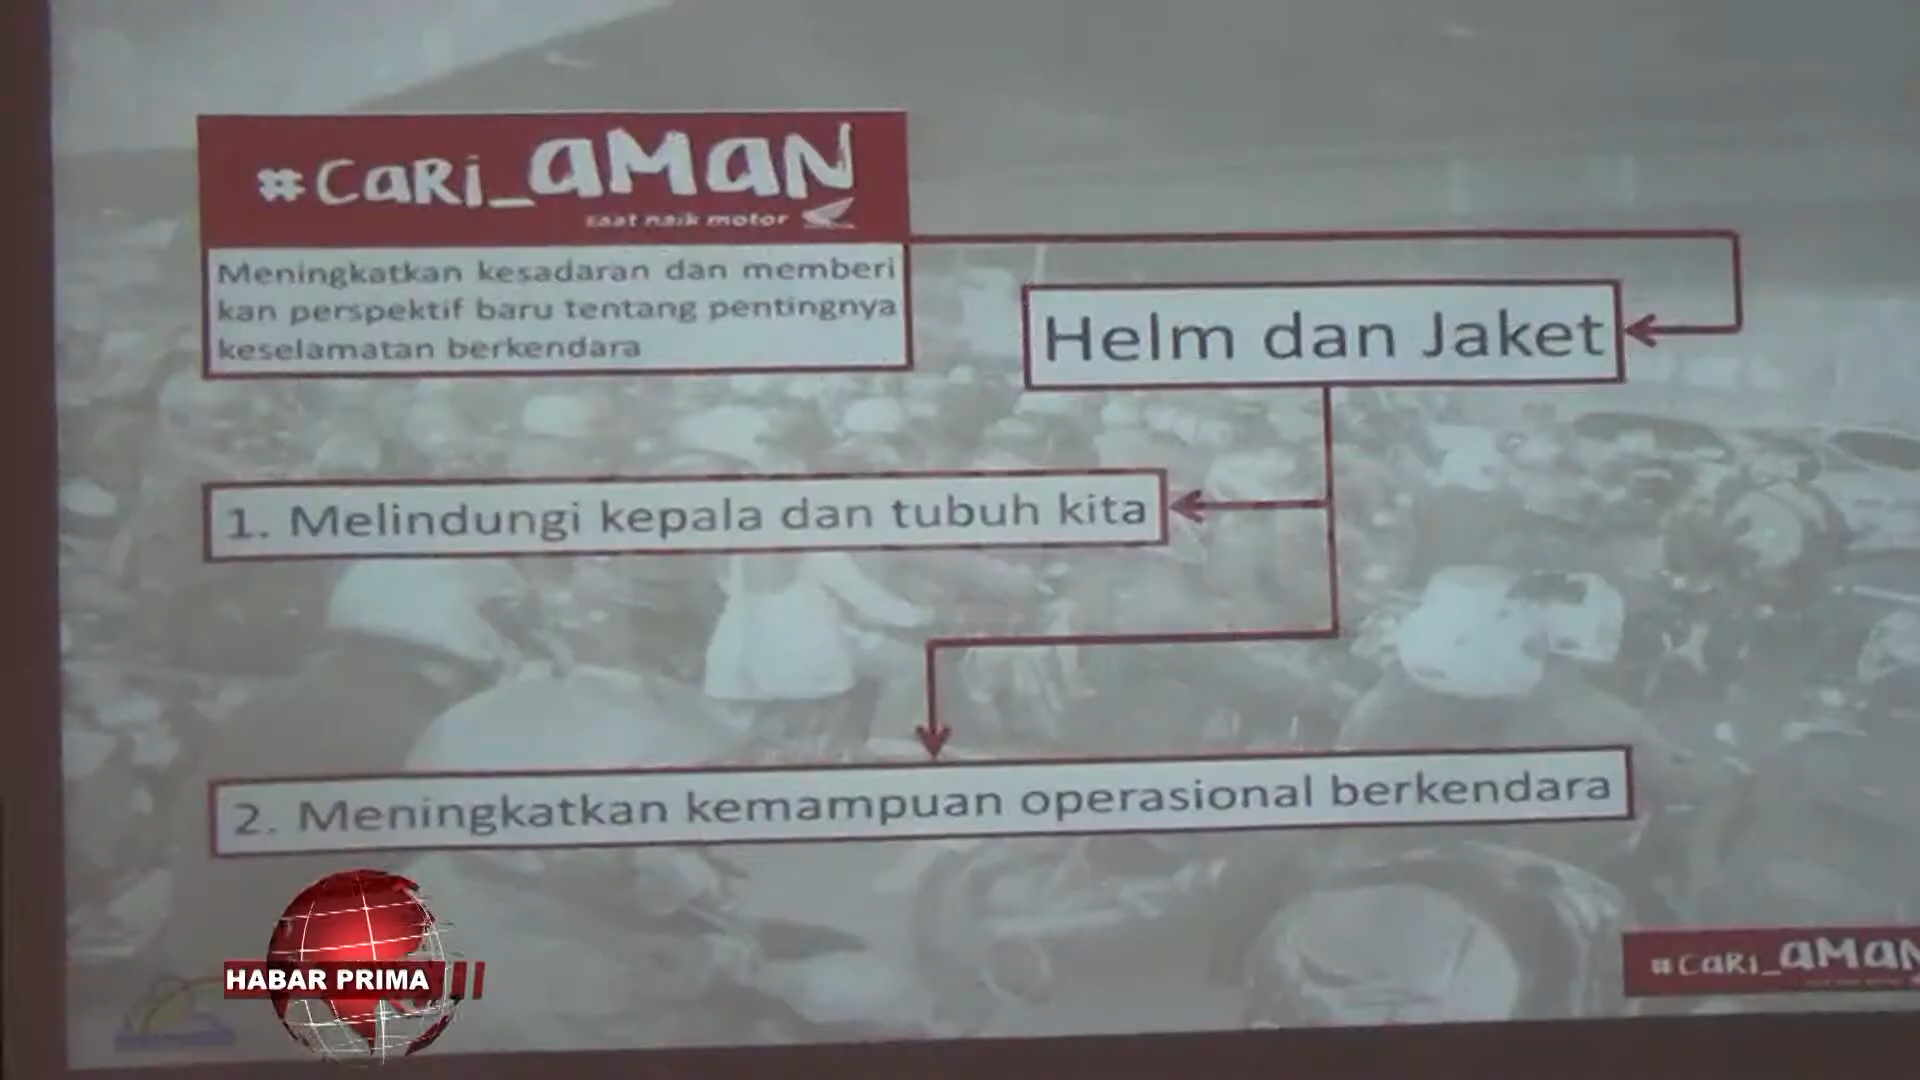 #CaRi_aMaN
saat naik motor
Meningkatkan kesadaran dan memberi
kan perspektif baru tentang pentingnya
keselamatan berkendara
Helm dan Jaket
1. Melindungi kepala dan tubuh kita
2. Meningkatkan kemampuan operasional berkendara
HABAR PRIMA
#CaRi_aMaN